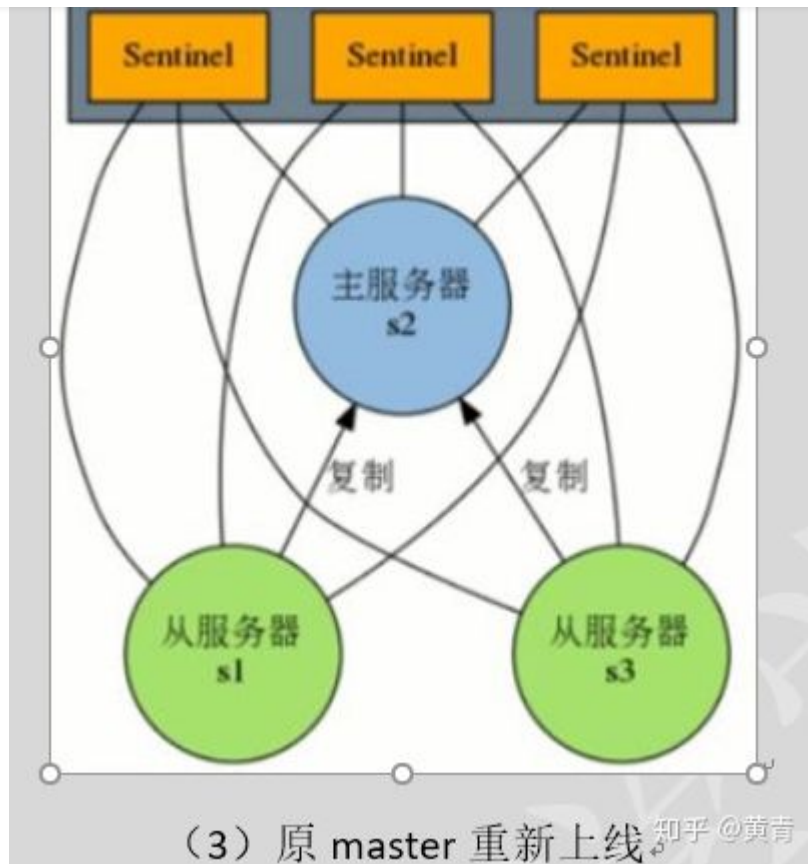 Sentinel Sentinel Sentinel
主服务器
s2
复制 复制
从服务器 从服务器
s1 s3
（3）原 master 重新上线
知乎 @黄青